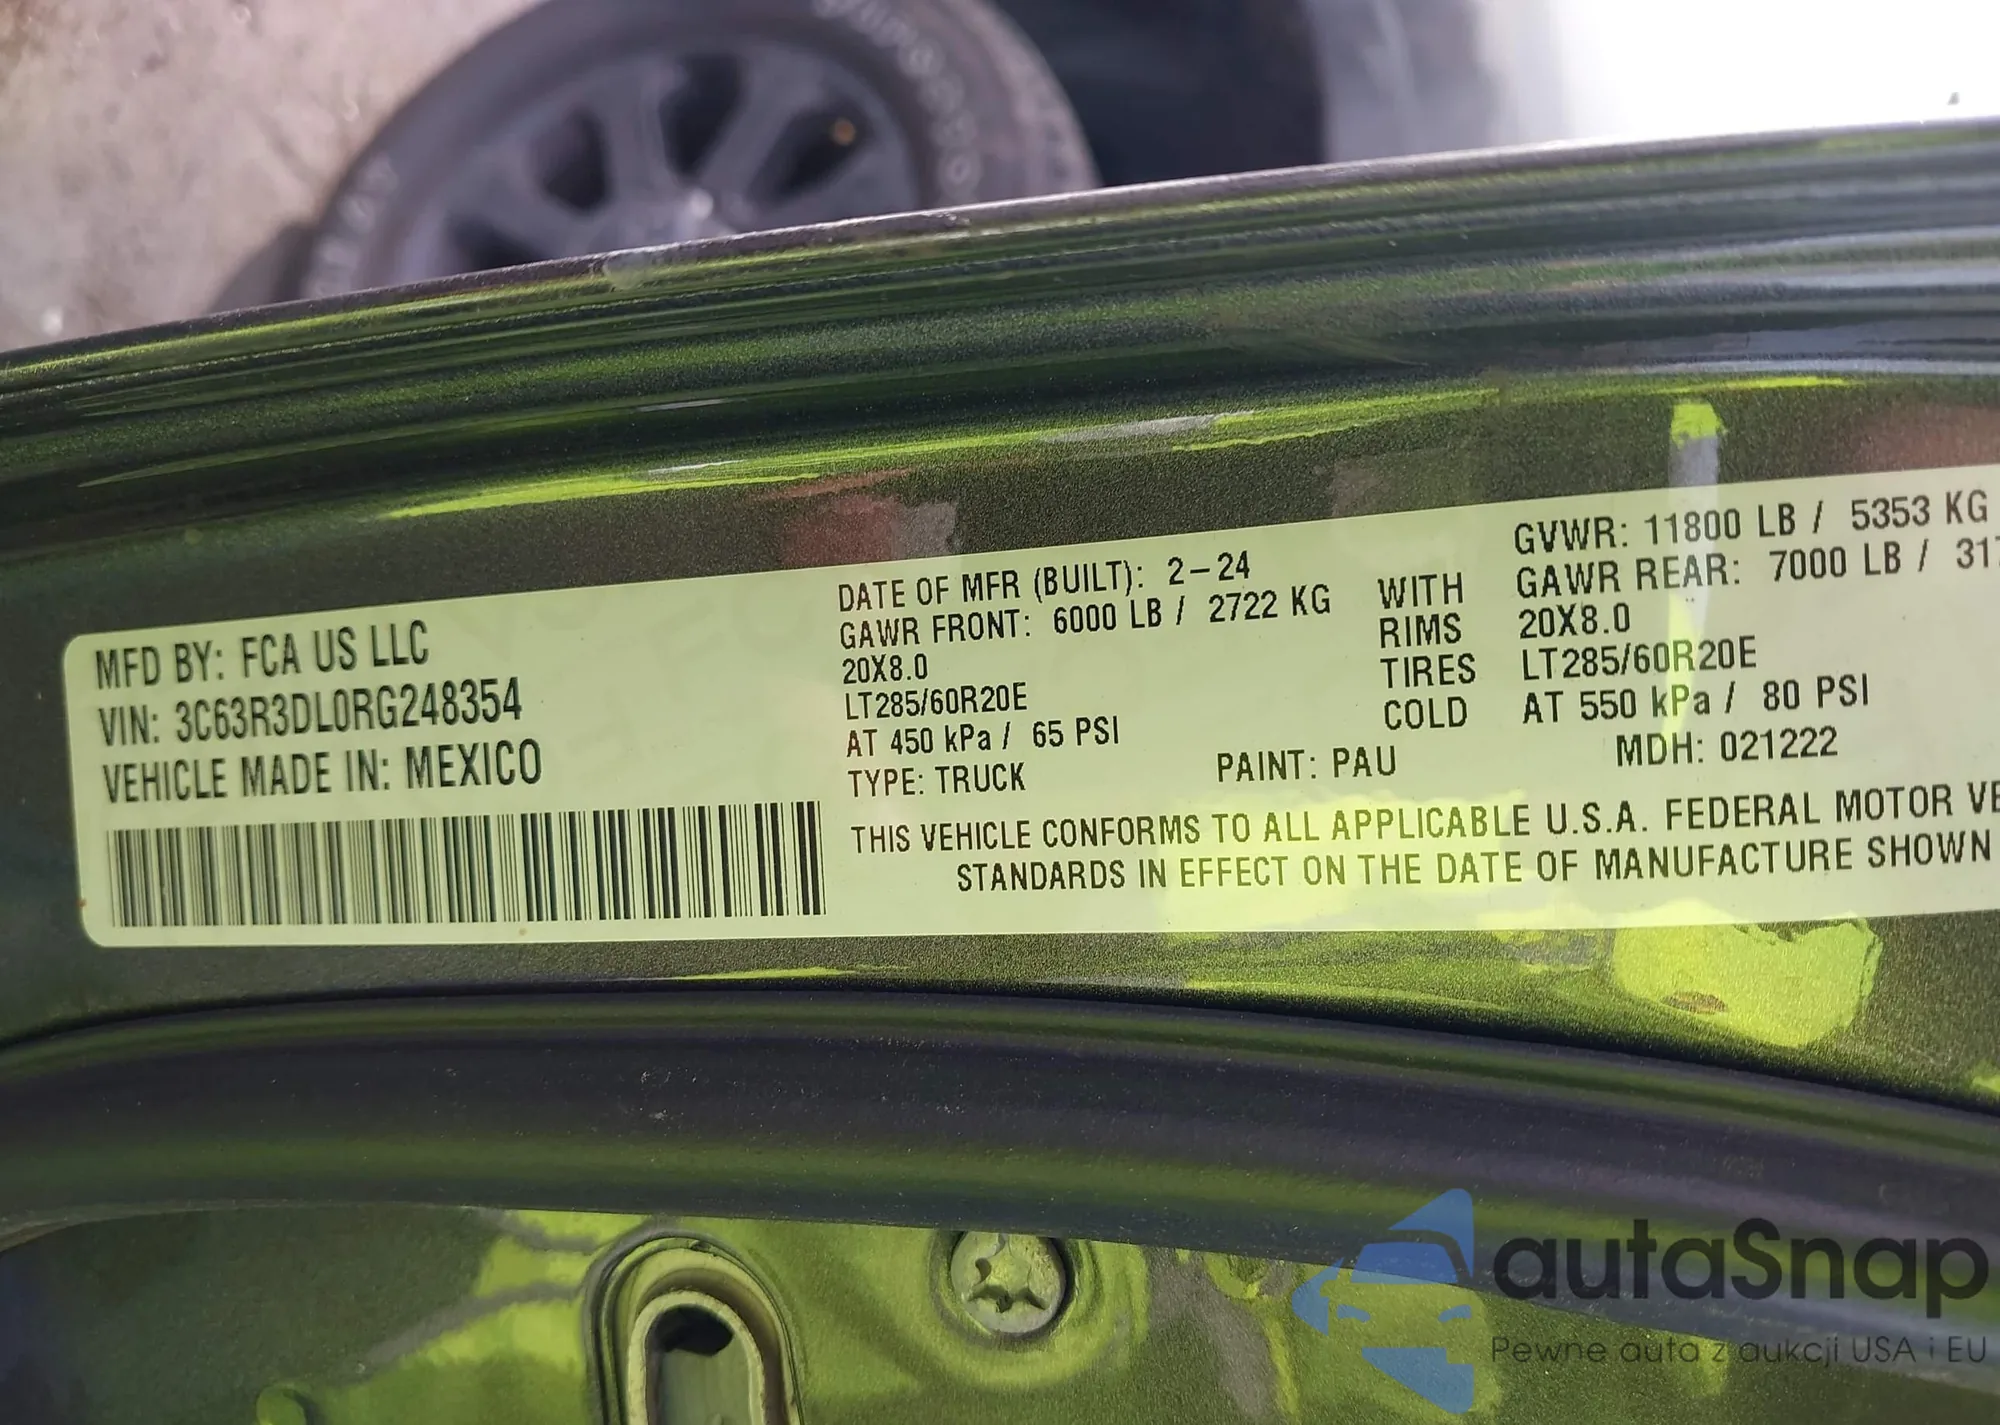 MFD BY: FCA US LLC
VIN: 3C63R3DL0RG248354
VEHICLE MADE IN: MEXICO
DATE OF MFR (BUILT): 2-24
GAWR FRONT: 6000 LB / 2722 KG
20X8.0
LT285/60R20E
AT 450 kPa / 65 PSI
TYPE: TRUCK
WITH
RIMS
TIRES
COLD
GVWR: 11800 LB / 5353 KG
GAWR REAR: 7000 LB / 317
20X8.0
LT285/60R20E
AT 550 kPa / 80 PSI
PAINT: PAU
MDH: 021222
THIS VEHICLE CONFORMS TO ALL APPLICABLE U.S.A. FEDERAL MOTOR VE
STANDARDS IN EFFECT ON THE DATE OF MANUFACTURE SHOWN
autaSnap
Pewne auta z aukcji USA i EU